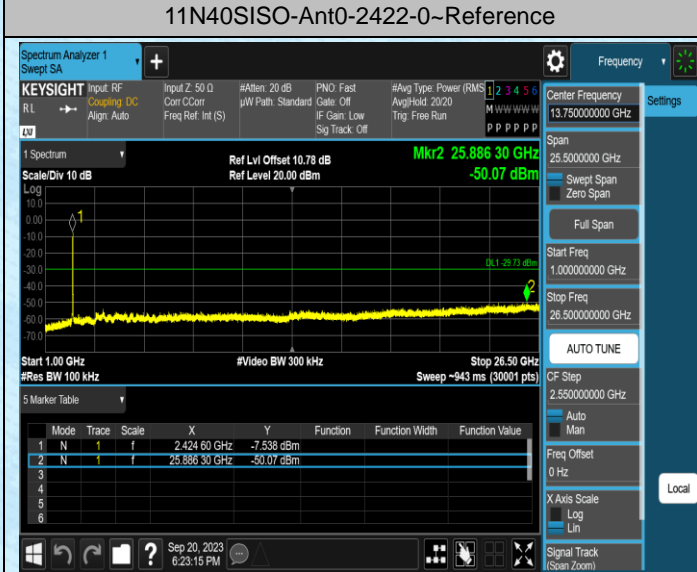 11N40SISO-Ant0-2422-0~Reference
Spectrum Analyzer 1
Swept SA
+
Frequency
KEYSIGHT
RL
LXI
Input: RF
Coupling: DC
Align: Auto
Input Z: 50 Ω
Corr CCorr
Freq Ref: Int (S)
#Atten: 20 dB
µW Path: Standard
PNO: Fast
Gate: Off
IF Gain: Low
Sig Track: Off
#Avg Type: Power (RMS
Avg|Hold: 20/20
Trig: Free Run
1 2 3 4 5 6
M W W W W W
P P P P P P
1 Spectrum
Scale/Div 10 dB
Ref Lvl Offset 10.78 dB
Ref Level 20.00 dBm
Mkr2 25.886 30 GHz
-50.07 dBm
Log
10.0
0.00
-10.0
-20.0
-30.0
-40.0
-50.0
-60.0
-70.0
1
DL1 -29.73 dBm
2
Start 1.00 GHz
#Res BW 100 kHz
#Video BW 300 kHz
Stop 26.50 GHz
Sweep ~943 ms (30001 pts)
5 Marker Table
Mode Trace Scale X Y Function Function Width Function Value
1 N 1 f 2.424 60 GHz -7.538 dBm
2 N 1 f 25.886 30 GHz -50.07 dBm
3
4
5
6
Sep 20, 2023
6:23:15 PM
?
Center Frequency
13.750000000 GHz
Span
25.5000000 GHz
Swept Span
Zero Span
Full Span
Start Freq
1.000000000 GHz
Stop Freq
26.500000000 GHz
AUTO TUNE
CF Step
2.550000000 GHz
Auto
Man
Freq Offset
0 Hz
X Axis Scale
Log
Lin
Signal Track
(Span Zoom)
Settings
Local